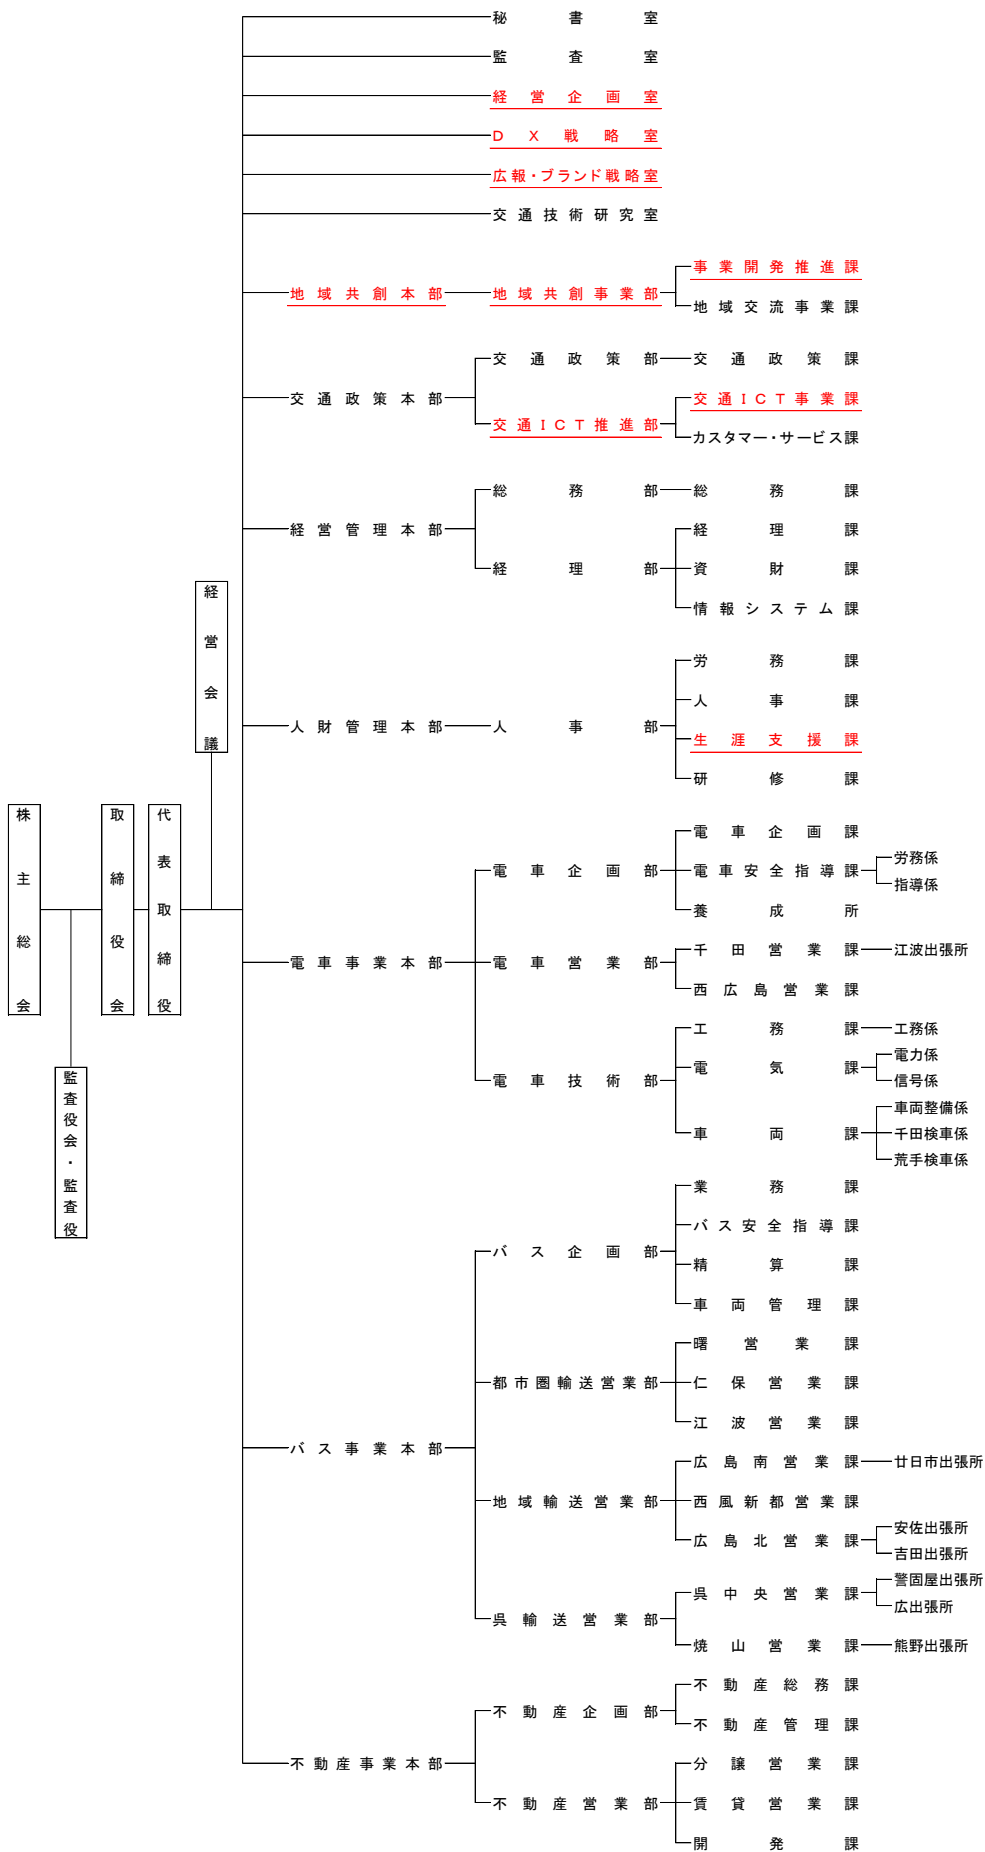 秘書室
監査室
経営企画室
DX戦略室
広報・ブランド戦略室
交通技術研究室
地域共創本部
地域共創事業部
事業開発推進課
地域交流事業課
交通政策本部
交通政策部
交通政策課
交通ICT推進部
交通ICT事業課
カスタマー・サービス課
経営管理本部
総務部
総務課
経理部
経理課
資財課
情報システム課
人財管理本部
人事部
労務課
人事課
生涯支援課
研修課
経営会議
株主総会
取締役会
代表取締役
監査役会・監査役
電車事業本部
電車企画部
電車企画課
電車安全指導課
労務係
指導係
養成所
電車営業部
千田営業課
江波出張所
西広島営業課
電車技術部
工務課
工務係
電気課
電力係
信号係
車両課
車両整備係
千田検車係
荒手検車係
バス事業本部
バス企画部
業務課
バス安全指導課
精算課
車両管理課
都市圏輸送営業部
曙営業課
仁保営業課
江波営業課
地域輸送営業部
広島南営業課
廿日市出張所
西風新都営業課
広島北営業課
安佐出張所
吉田出張所
呉輸送営業部
呉中央営業課
警固屋出張所
広出張所
焼山営業課
熊野出張所
不動産事業本部
不動産企画部
不動産総務課
不動産管理課
不動産営業部
分譲営業課
賃貸営業課
開発課